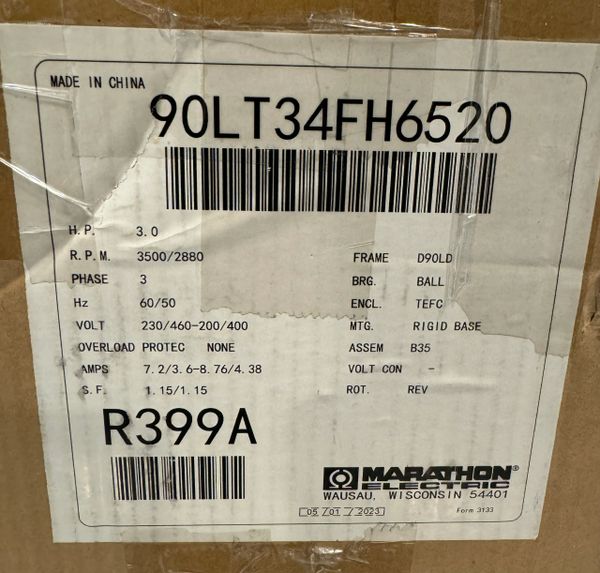 MADE IN CHINA
90LT34FH6520
H.P. 3.0
R.P.M. 3500/2880 FRAME D90LD
PHASE 3 BRG. BALL
Hz 60/50 ENCL. TEFC
VOLT 230/460-200/400 MTG. RIGID BASE
OVERLOAD PROTEC NONE ASSEM B35
AMPS 7.2/3.6-8.76/4.38 VOLT CON -
S.F. 1.15/1.15 ROT. REV
R399A
MARATHON®
ELECTRIC
WAUSAU, WISCONSIN 54401
05 /01 / 2023 Form 3133